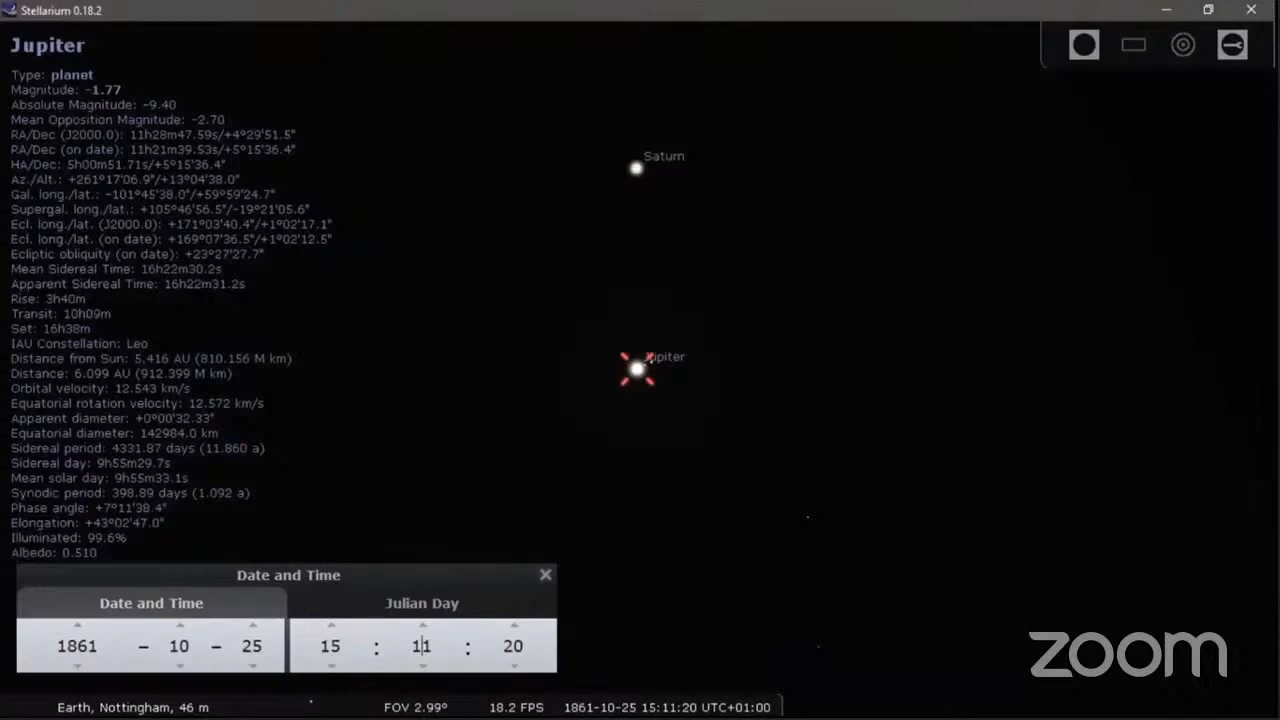 Stellarium 0.18.2
Jupiter
Type: planet
Magnitude: -1.77
Absolute Magnitude: -9.40
Mean Opposition Magnitude: -2.70
RA/Dec (J2000.0): 11h28m47.59s/+4°29'51.5"
RA/Dec (on date): 11h21m39.53s/+5°15'36.4"
HA/Dec: 5h00m51.71s/+5°15'36.4"
Az./Alt.: +261°17'06.9"/+13°04'38.0"
Gal. long./lat.: -101°45'38.0"/+59°59'24.7"
Supergal. long./lat.: +105°46'56.5"/-19°21'05.6"
Ecl. long./lat. (J2000.0): +171°03'40.4"/+1°02'17.1"
Ecl. long./lat. (on date): +169°07'36.5"/+1°02'12.5"
Ecliptic obliquity (on date): +23°27'27.7"
Mean Sidereal Time: 16h22m30.2s
Apparent Sidereal Time: 16h22m31.2s
Rise: 3h40m
Transit: 10h09m
Set: 16h38m
IAU Constellation: Leo
Distance from Sun: 5.416 AU (810.156 M km)
Distance: 6.099 AU (912.399 M km)
Orbital velocity: 12.543 km/s
Equatorial rotation velocity: 12.572 km/s
Apparent diameter: +0°00'32.33"
Equatorial diameter: 142984.0 km
Sidereal period: 4331.87 days (11.860 a)
Sidereal day: 9h55m29.7s
Mean solar day: 9h55m33.1s
Synodic period: 398.89 days (1.092 a)
Phase angle: +7°11'38.4"
Elongation: +43°02'47.0"
Illuminated: 99.6%
Albedo: 0.510
Saturn
Jupiter
Date and Time
Date and Time Julian Day
1861 - 10 - 25 15 : 11 : 20
zoom
Earth, Nottingham, 46 m FOV 2.99° 18.2 FPS 1861-10-25 15:11:20 UTC+01:00